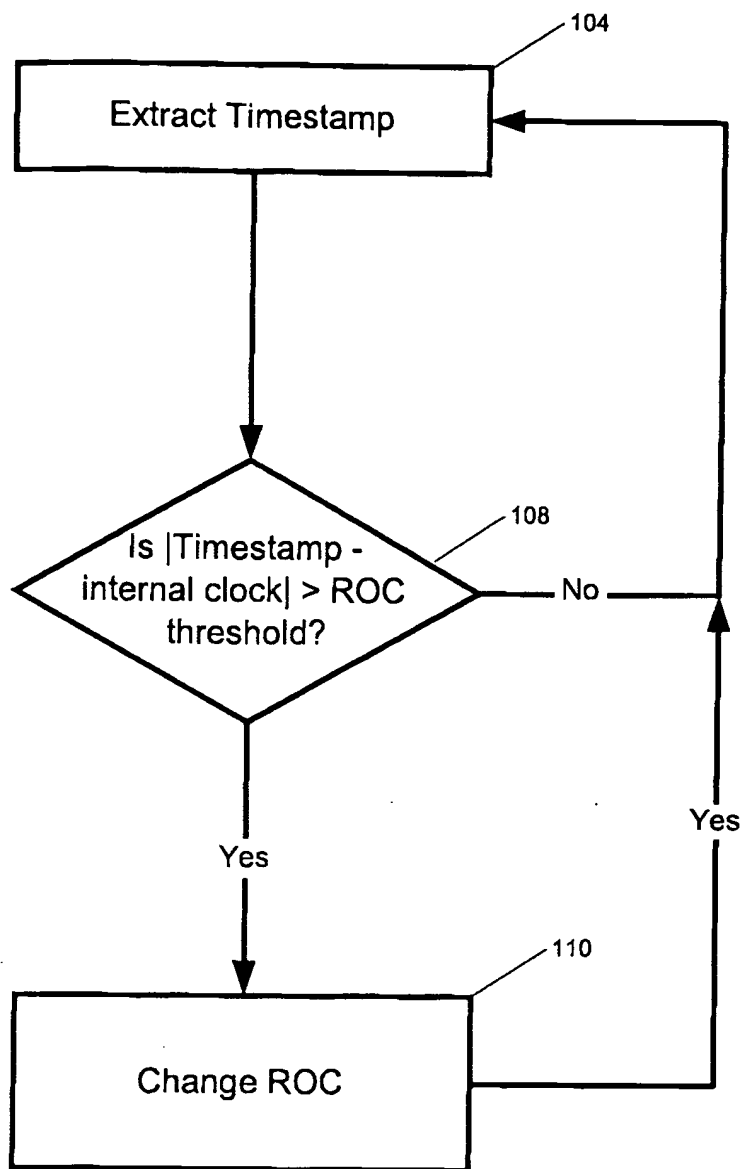 104
Extract Timestamp
108
Is |Timestamp -
internal clock| > ROC
threshold?
No
Yes
Yes
110
Change ROC